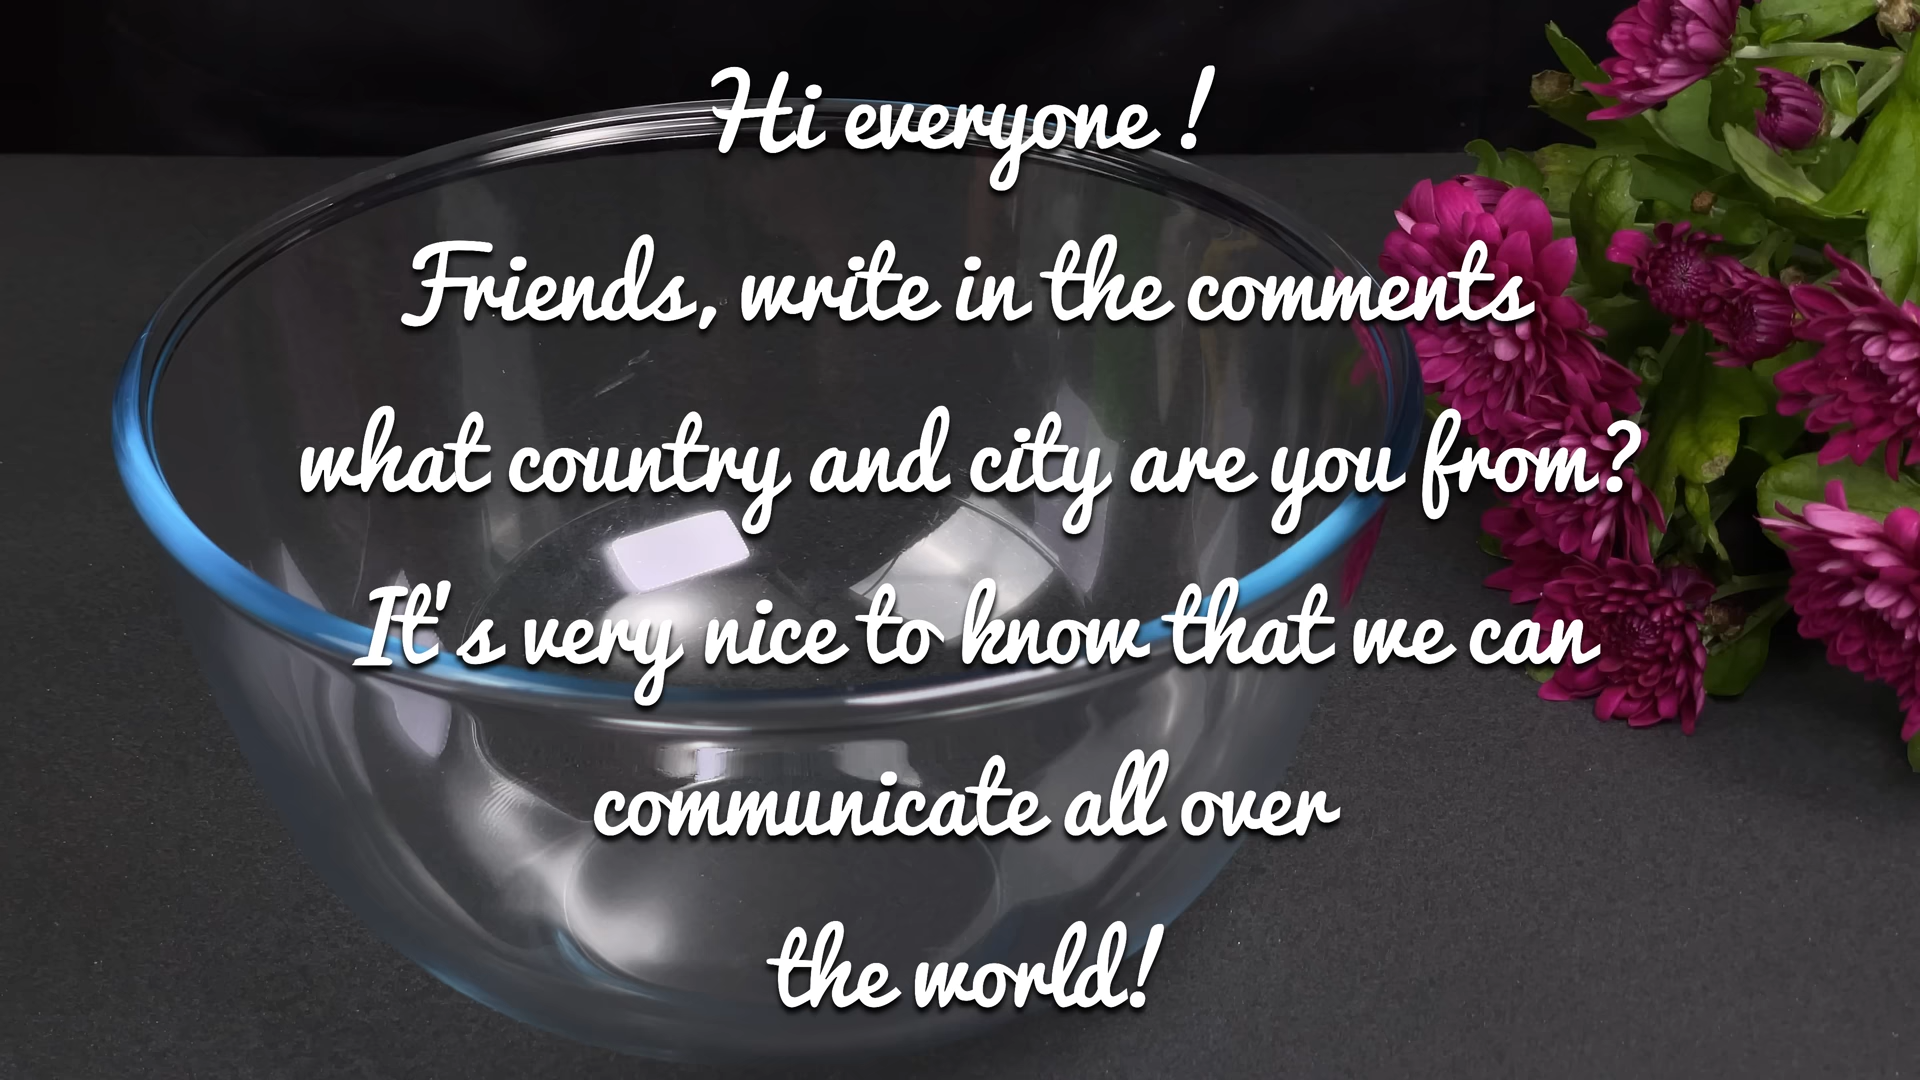 Hi everyone !
Friends, write in the comments
what country and city are you from?
It's very nice to know that we can
communicate all over
the world!